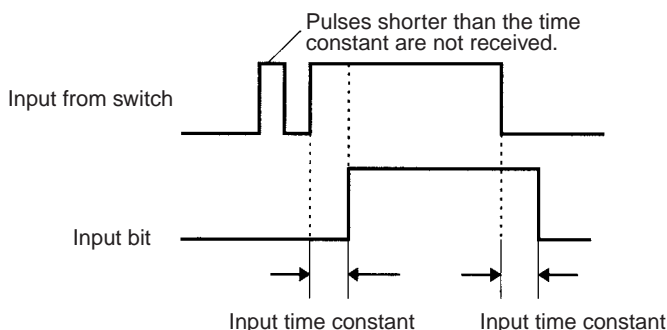 Pulses shorter than the time
constant are not received.
Input from switch
Input bit
Input time constant
Input time constant